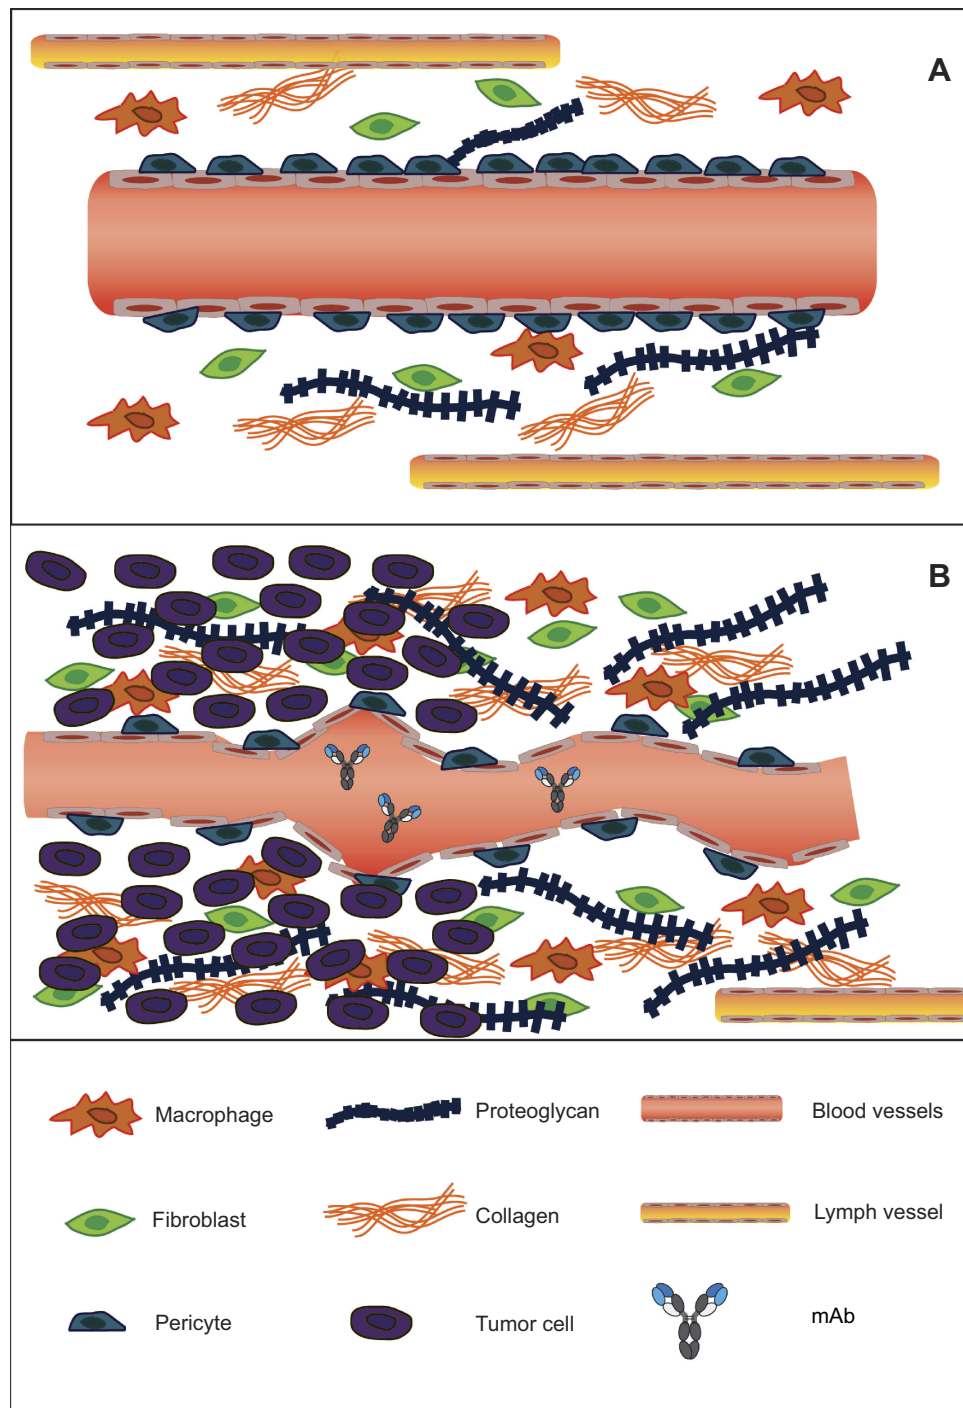 A
B
Macrophage
Proteoglycan
Blood vessels
Fibroblast
Collagen
Lymph vessel
Pericyte
Tumor cell
mAb